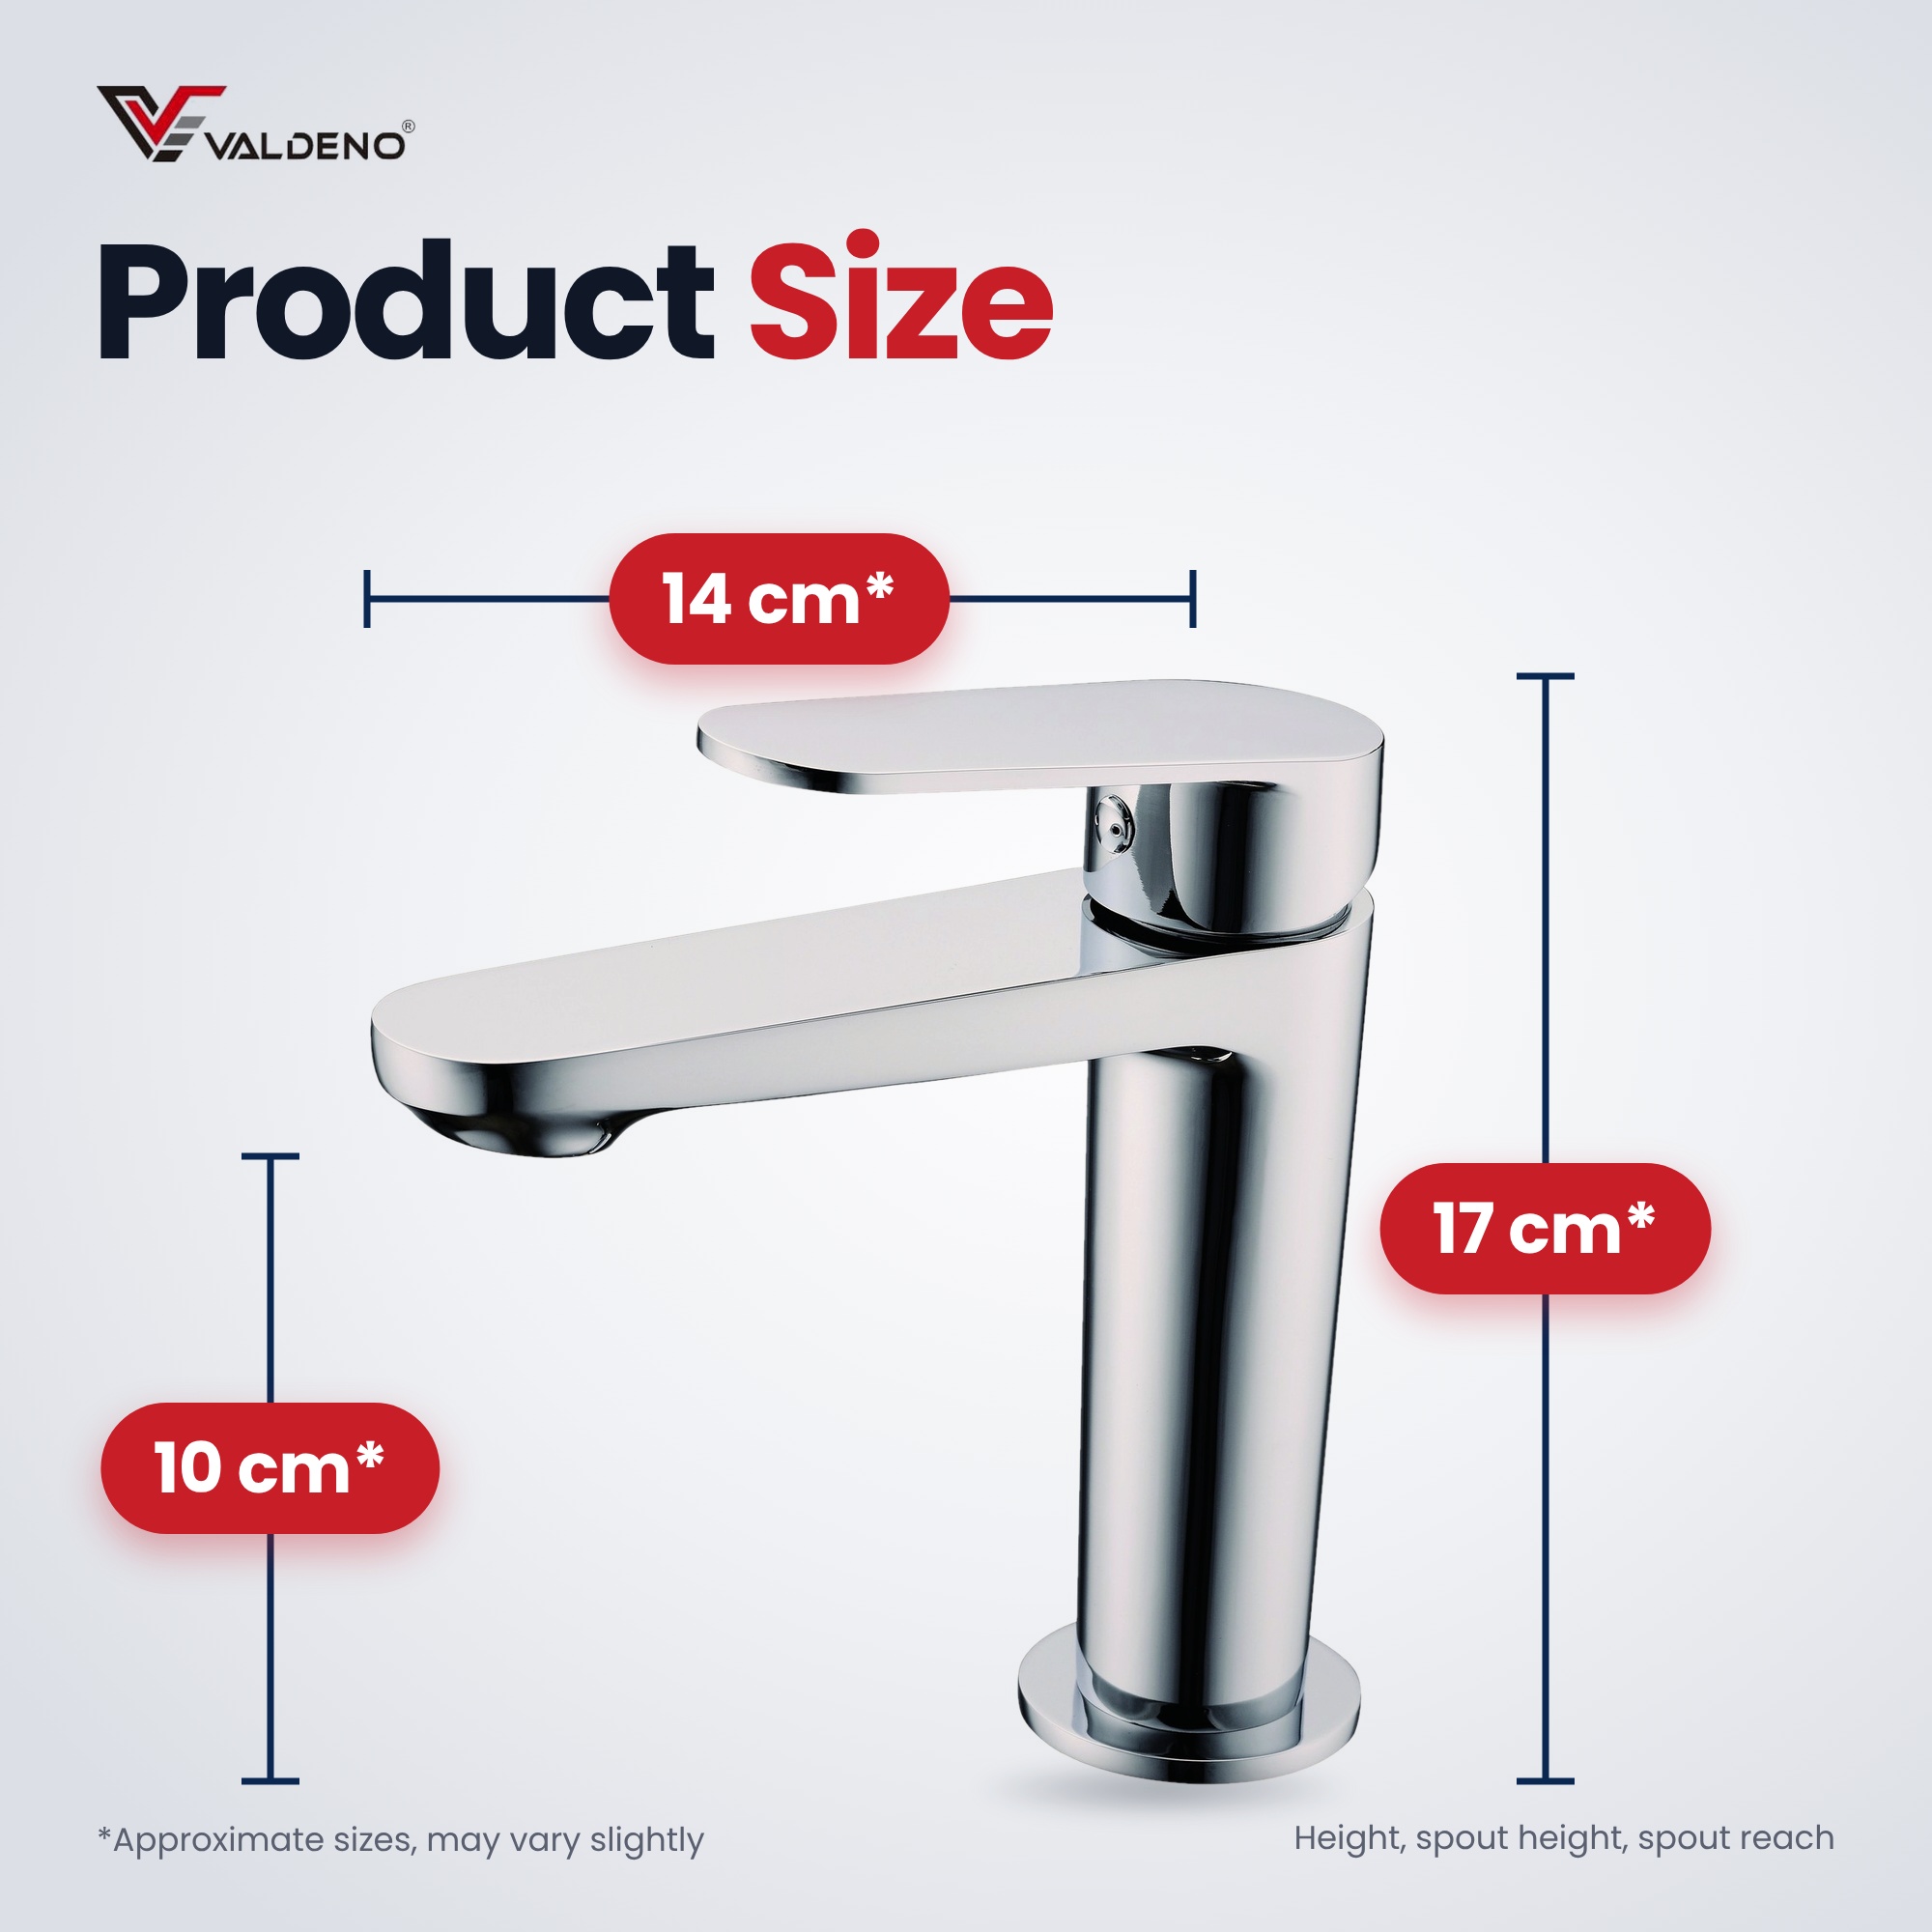 VALDENO®
Product Size
14 cm*
17 cm*
10 cm*
*Approximate sizes, may vary slightly
Height, spout height, spout reach